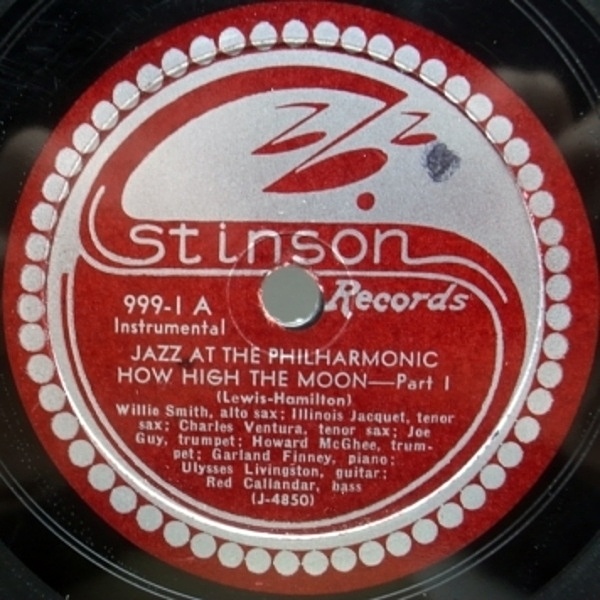 Stinson
Records
999-1 A
Instrumental
JAZZ AT THE PHILHARMONIC
HOW HIGH THE MOON—Part 1
(Lewis-Hamilton)
Willie Smith, alto sax; Illinois Jacquet, tenor
sax; Charles Ventura, tenor sax; Joe
Guy, trumpet; Howard McGhee, trum-
pet; Garland Finney, piano;
Ulysses Livingston, guitar;
Red Callandar, bass
(J-4850)